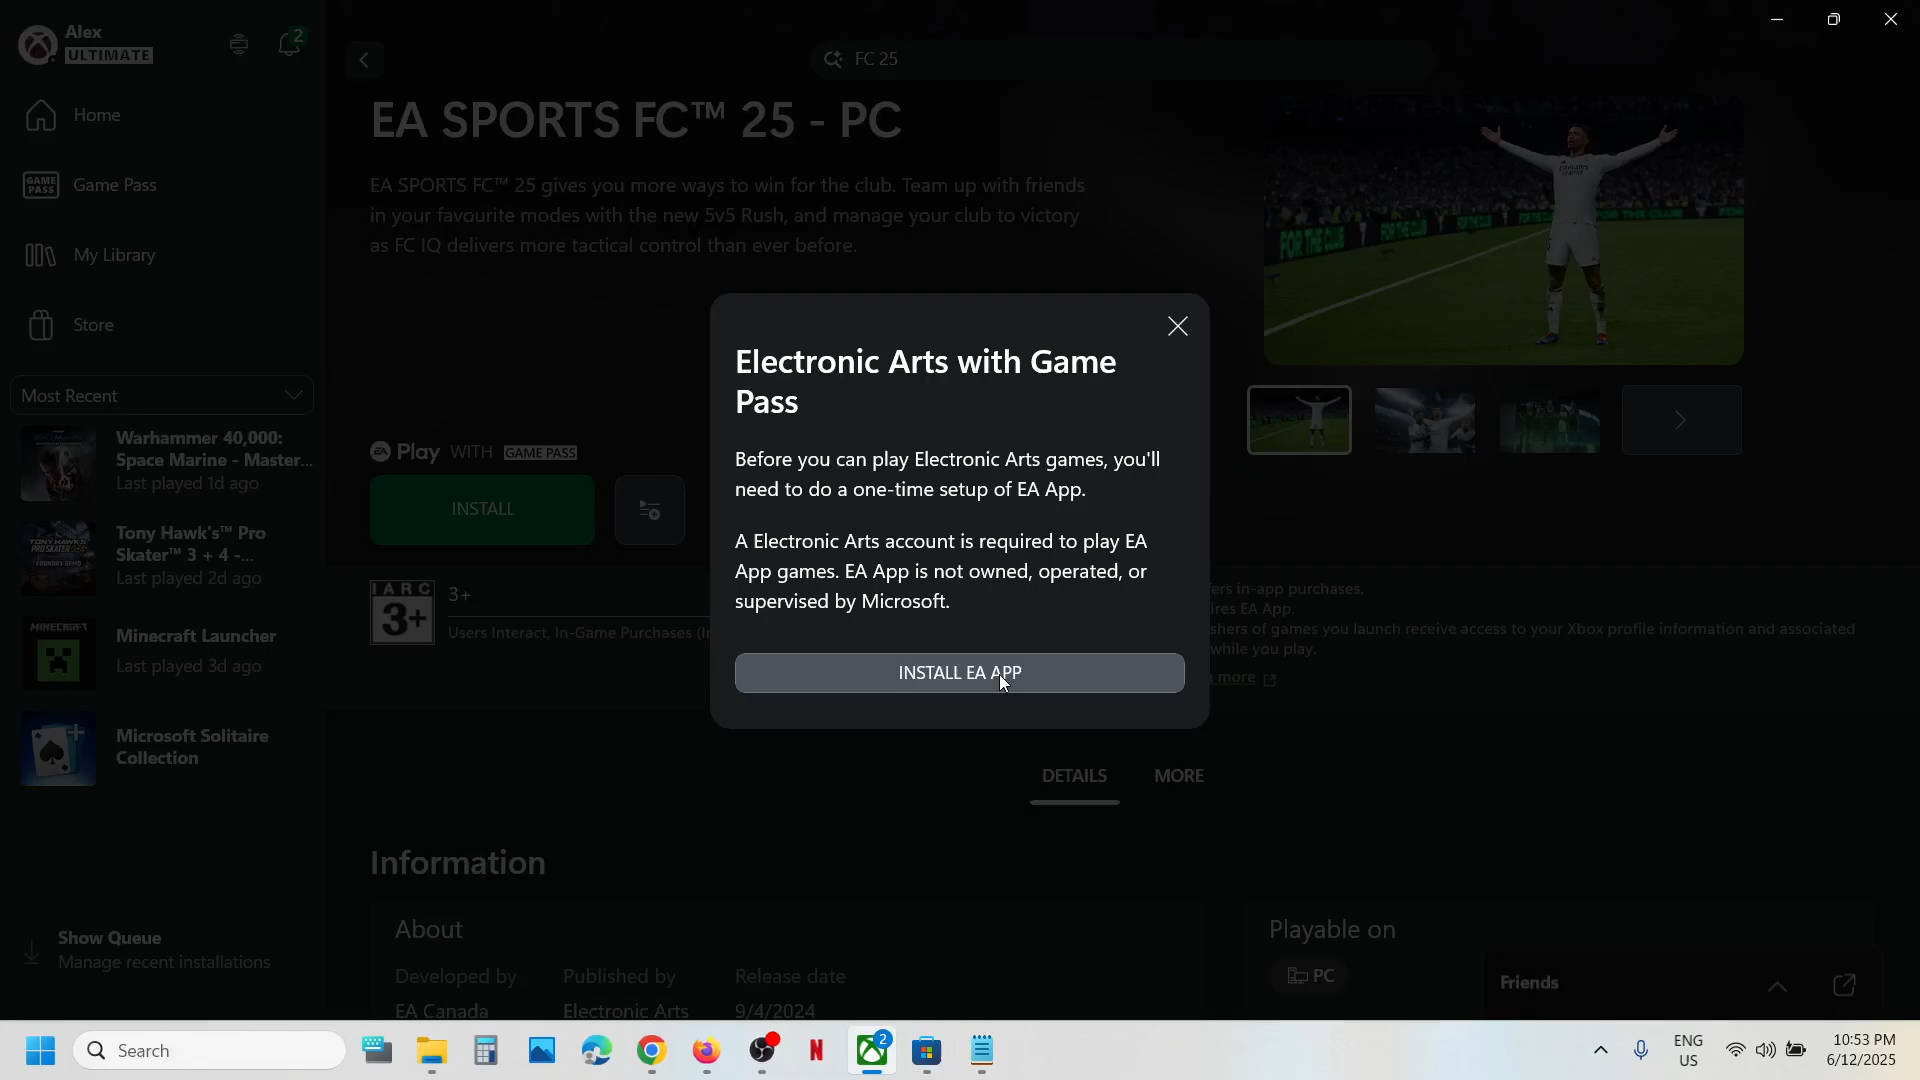 Alex
ULTIMATE
2
FC 25
Home
GAME PASS
Game Pass
My Library
Store
Most Recent
Warhammer 40,000:
Space Marine - Master...
Last played 1d ago
Tony Hawk's™ Pro
Skater™ 3 + 4 -...
Last played 2d ago
MINECRAFT
Minecraft Launcher
Last played 3d ago
Microsoft Solitaire
Collection
Show Queue
Manage recent installations
EA SPORTS FC™ 25 - PC
EA SPORTS FC™ 25 gives you more ways to win for the club. Team up with friends
in your favourite modes with the new 5v5 Rush, and manage your club to victory
as FC IQ delivers more tactical control than ever before.
EA Play WITH GAME PASS
INSTALL
IARC
3+
3+
Users Interact, In-Game Purchases (In
Electronic Arts with Game
Pass
Before you can play Electronic Arts games, you'll
need to do a one-time setup of EA App.
A Electronic Arts account is required to play EA
App games. EA App is not owned, operated, or
supervised by Microsoft.
INSTALL EA APP
ers in-app purchases.
ires EA App.
shers of games you launch receive access to your Xbox profile information and associated
while you play.
more
DETAILS
MORE
Information
About
Developed by
Published by
Release date
EA Canada
Electronic Arts
9/4/2024
Playable on
PC
Friends
Search
N
2
ENG
US
10:53 PM
6/12/2025